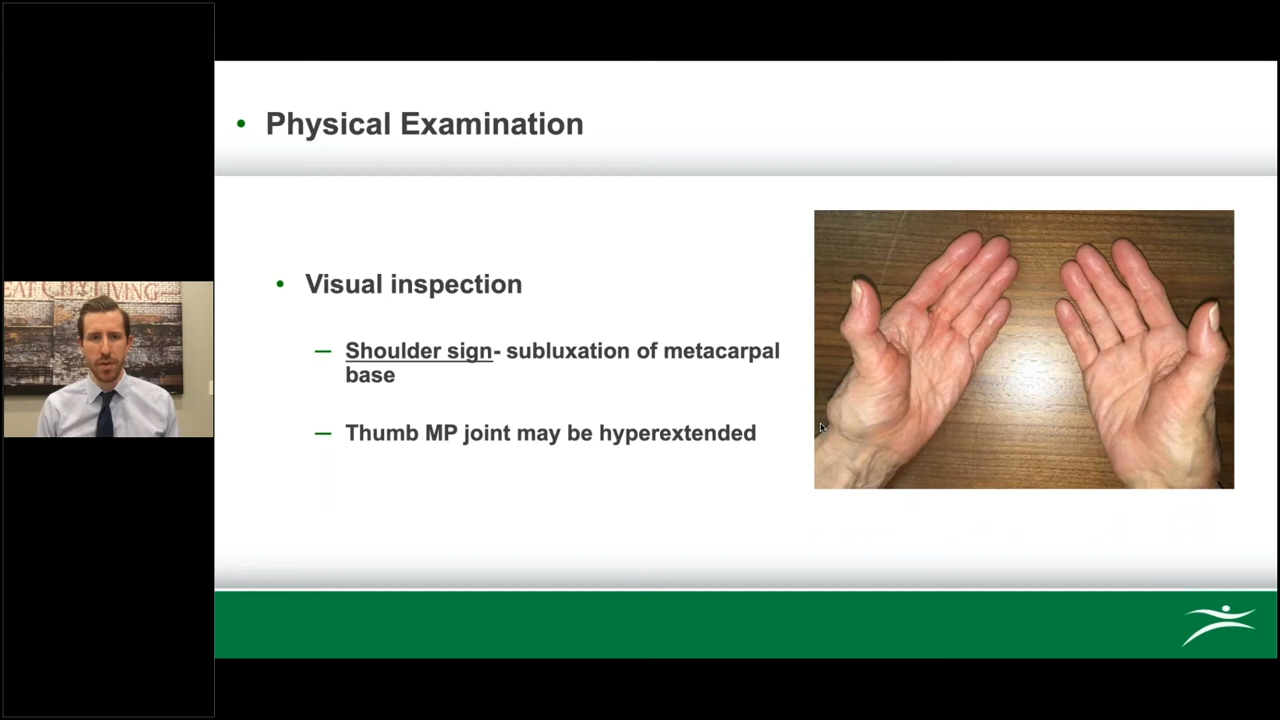 Physical Examination
Visual inspection
Shoulder sign- subluxation of metacarpal
base
Thumb MP joint may be hyperextended